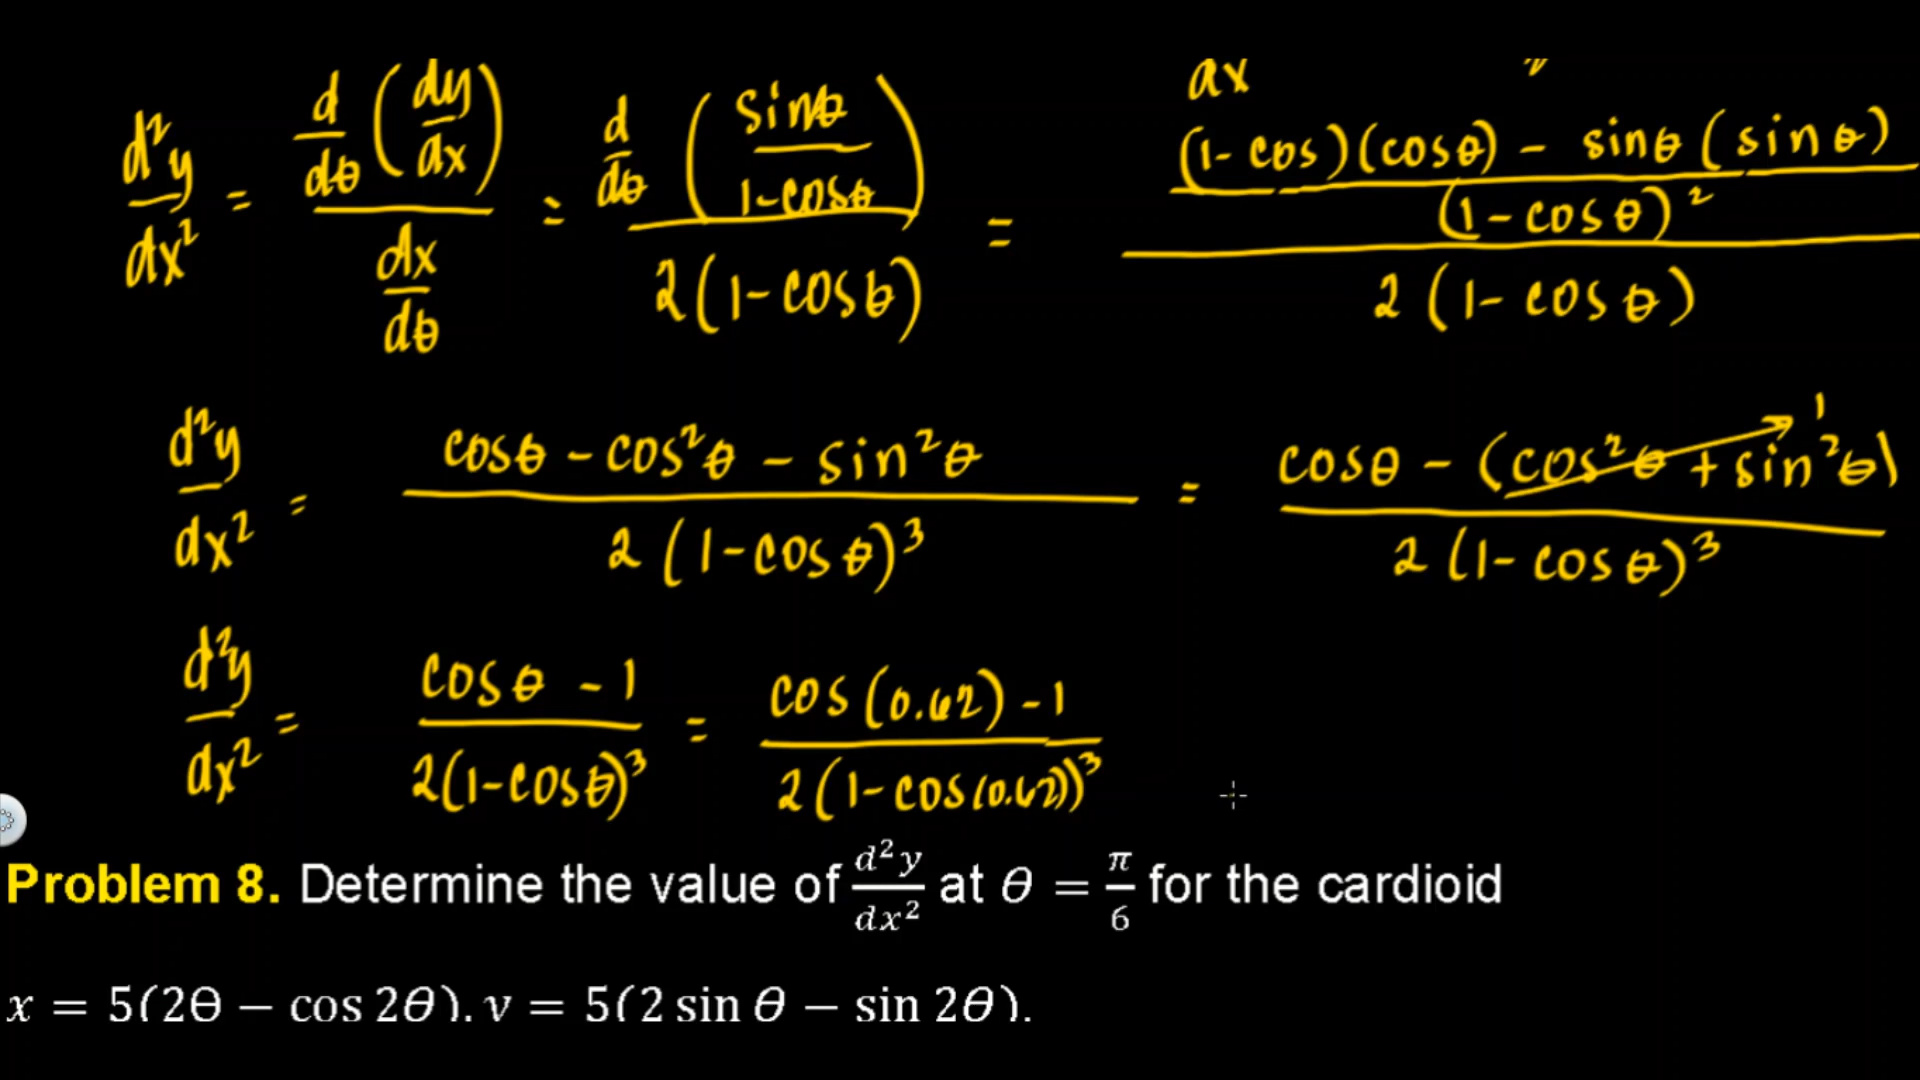 dx
d²y/dx² = d/dθ (dy/dx) / dx/dθ = d/dθ (sinθ / 1-cosθ) / 2(1-cosθ) = (1-cos)(cosθ) - sinθ(sinθ) / (1-cosθ)² / 2(1-cosθ)
d²y/dx² = cosθ - cos²θ - sin²θ / 2(1-cosθ)³ = cosθ - (cos²θ + sin²θ) 1 / 2(1-cosθ)³
d²y/dx² = cosθ - 1 / 2(1-cosθ)³ = cos(0.62) - 1 / 2(1-cos(0.62))³
Problem 8. Determine the value of d²y/dx² at θ = π/6 for the cardioid
x = 5(2θ − cos 2θ), y = 5(2 sin θ − sin 2θ).